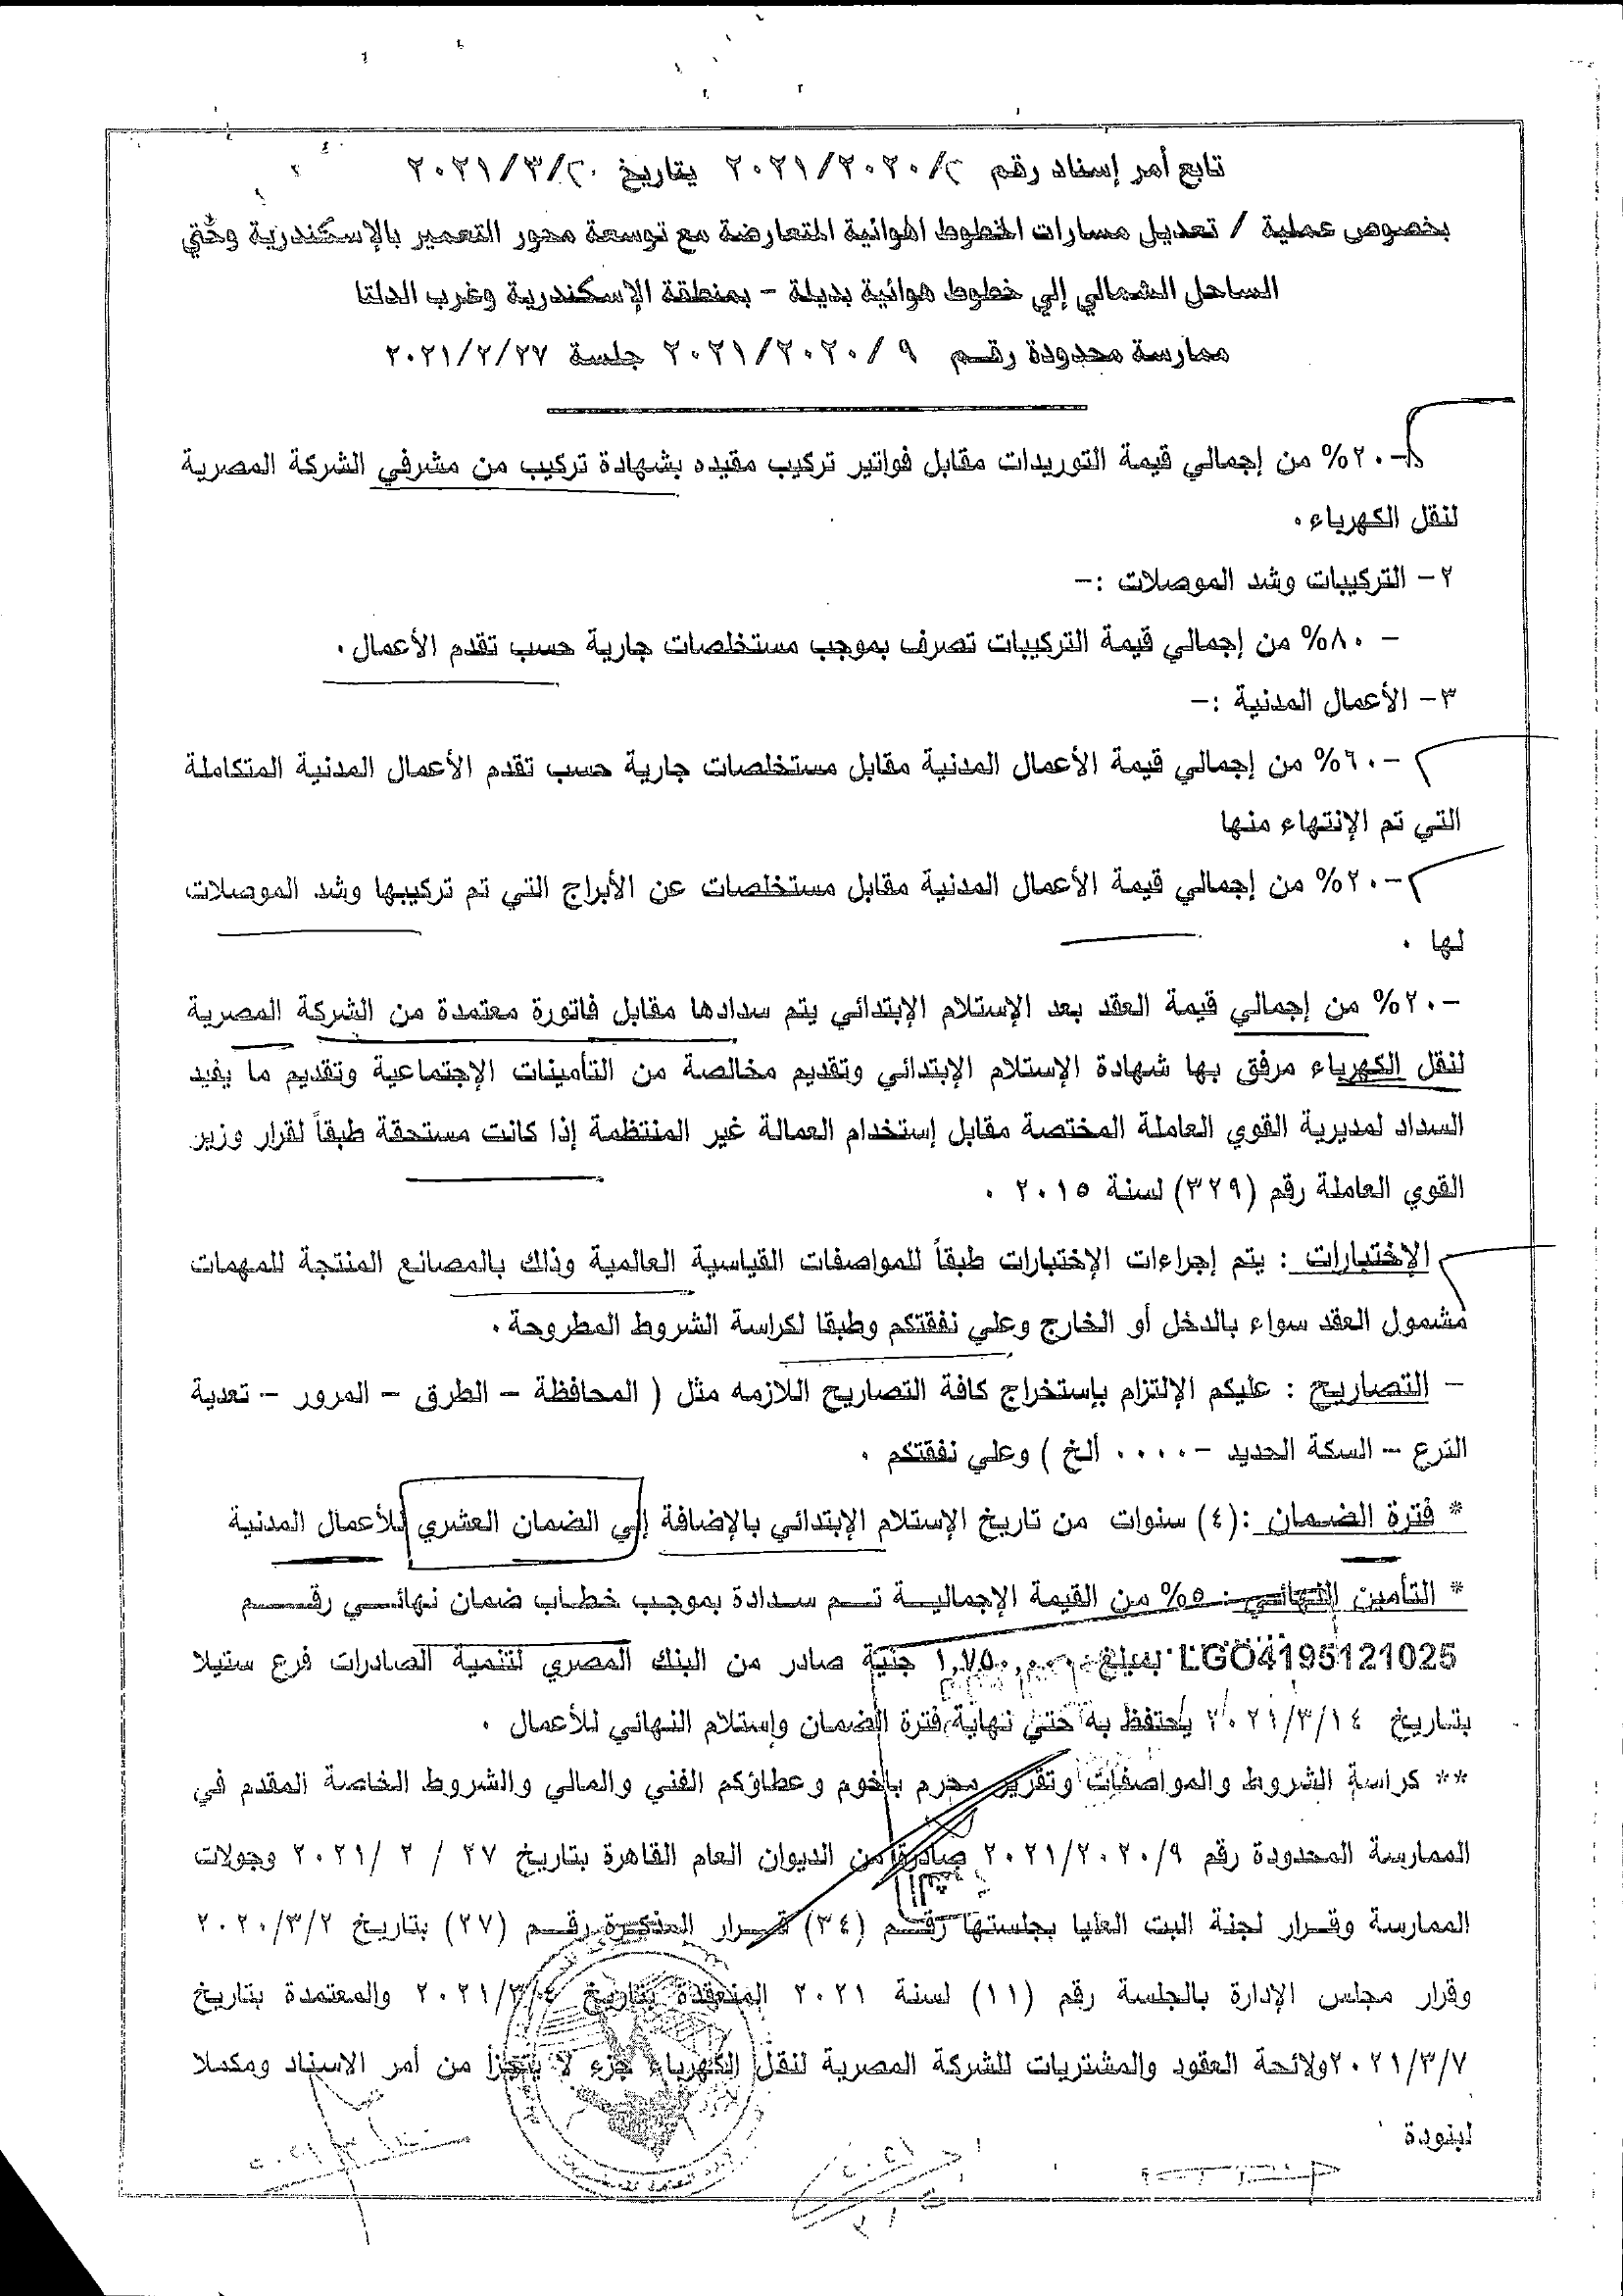 تابع أمر إسناد رقم ٢٠٢١/٢٠٢٠/ بتاريخ ٢٠٢١/٣/
بخصوص عملية / تعديل مسارات الخطوط الهوائية المتعارضة مع توسعة محور التعمير بالإسكندرية وحتي
الساحل الشمالي إلي خطوط هوائية بديلة - بمنطقة الإسكندرية وغرب الدلتا
ممارسة محدودة رقم ٢٠٢١/٢٠٢٠/٩ جلسة ٢٠٢١/٢/٢٧
-٢٠% من إجمالي قيمة التوريدات مقابل فواتير تركيب مقيده بشهادة تركيب من مشرفي الشركة المصرية
لنقل الكهرباء.
٢- التركيبات وشد الموصلات :-
- ٨٠% من إجمالي قيمة التركيبات تصرف بموجب مستخلصات جارية حسب تقدم الأعمال.
٣- الأعمال المدنية :-
-٦٠% من إجمالي قيمة الأعمال المدنية مقابل مستخلصات جارية حسب تقدم الأعمال المدنية المتكاملة
التي تم الإنتهاء منها
-٢٠% من إجمالي قيمة الأعمال المدنية مقابل مستخلصات عن الأبراج التي تم تركيبها وشد الموصلات
لها .
-٢٠% من إجمالي قيمة العقد بعد الإستلام الإبتدائي يتم سدادها مقابل فاتورة معتمدة من الشركة المصرية
لنقل الكهرباء مرفق بها شهادة الإستلام الإبتدائي وتقديم مخالصة من التأمينات الإجتماعية وتقديم ما يفيد
السداد لمديرية القوي العاملة المختصة مقابل إستخدام العمالة غير المنتظمة إذا كانت مستحقة طبقاً لقرار وزير
القوي العاملة رقم (٣٢٩) لسنة ٢٠١٥ .
الإختبارات : يتم إجراءات الإختبارات طبقاً للمواصفات القياسية العالمية وذلك بالمصانع المنتجة للمهمات
مشمول العقد سواء بالدخل أو الخارج وعلي نفقتكم وطبقا لكراسة الشروط المطروحة.
- التصاريح : عليكم الإلتزام بإستخراج كافة التصاريح اللازمه مثل ( المحافظة - الطرق - المرور - تعدية
الترع - السكة الحديد -.... ألخ ) وعلي نفقتكم .
* فترة الضمان :(٤) سنوات من تاريخ الإستلام الإبتدائي بالإضافة إلي الضمان العشري للأعمال المدنية
* التأمين النهائي : ٥% من القيمة الإجمالية تم سدادة بموجب خطاب ضمان نهائي رقم
LGO4195121025 بمبلغ جنية صادر من البنك المصري لتنمية الصادرات فرع ستيلا
بتاريخ ٢٠٢١/٣/١٤ يحتفظ به حتي نهاية فترة الضمان وإستلام النهائي للأعمال .
** كراسة الشروط والمواصفات وتقرير محرم باخوم وعطاؤكم الفني والمالي والشروط الخاصة المقدم في
الممارسة المحدودة رقم ٢٠٢١/٢٠٢٠/٩ صادرة من الديوان العام القاهرة بتاريخ ٢٧ / ٢ /٢٠٢١ وجولات
الممارسة وقرار لجنة البت العليا بجلستها رقم (٣٤) قرار المذكرة رقم (٢٧) بتاريخ ٢٠٢٠/٣/٢
وقرار مجلس الإدارة بالجلسة رقم (١١) لسنة ٢٠٢١ المنعقدة بتاريخ ٢٠٢١/٣/٤ والمعتمدة بتاريخ
٢٠٢١/٣/٧ولائحة العقود والمشتريات للشركة المصرية لنقل الكهرباء جزء لا يتجزأ من أمر الاسناد ومكملا
لبنودة